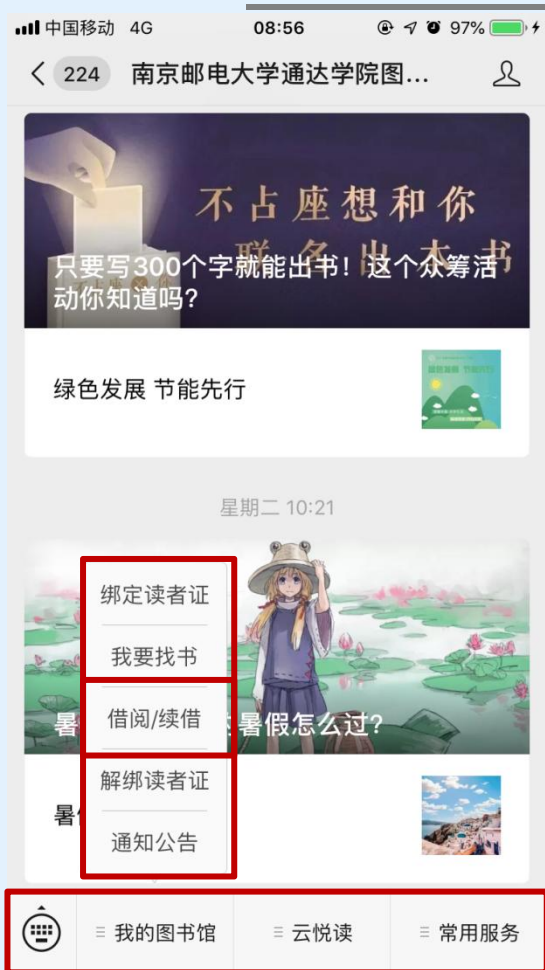 中国移动 4G 08:56 97%
224 南京邮电大学通达学院图...
不占座想和你
联名出本书
只要写300个字就能出书!这个众筹活
动你知道吗?
绿色发展 节能先行
星期二 10:21
绑定读者证
我要找书
借阅/续借
暑假怎么过?
解绑读者证
通知公告
我的图书馆
云悦读
常用服务